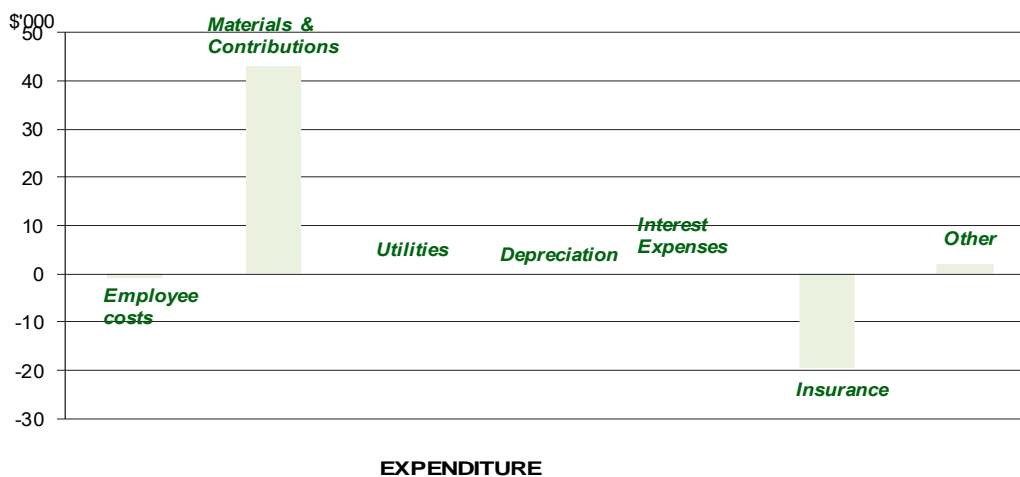 $'000
50
40
30
20
10
0
-10
-20
-30
Materials &
Contributions
Utilities
Depreciation
Interest
Expenses
Other
Employee
costs
Insurance
EXPENDITURE